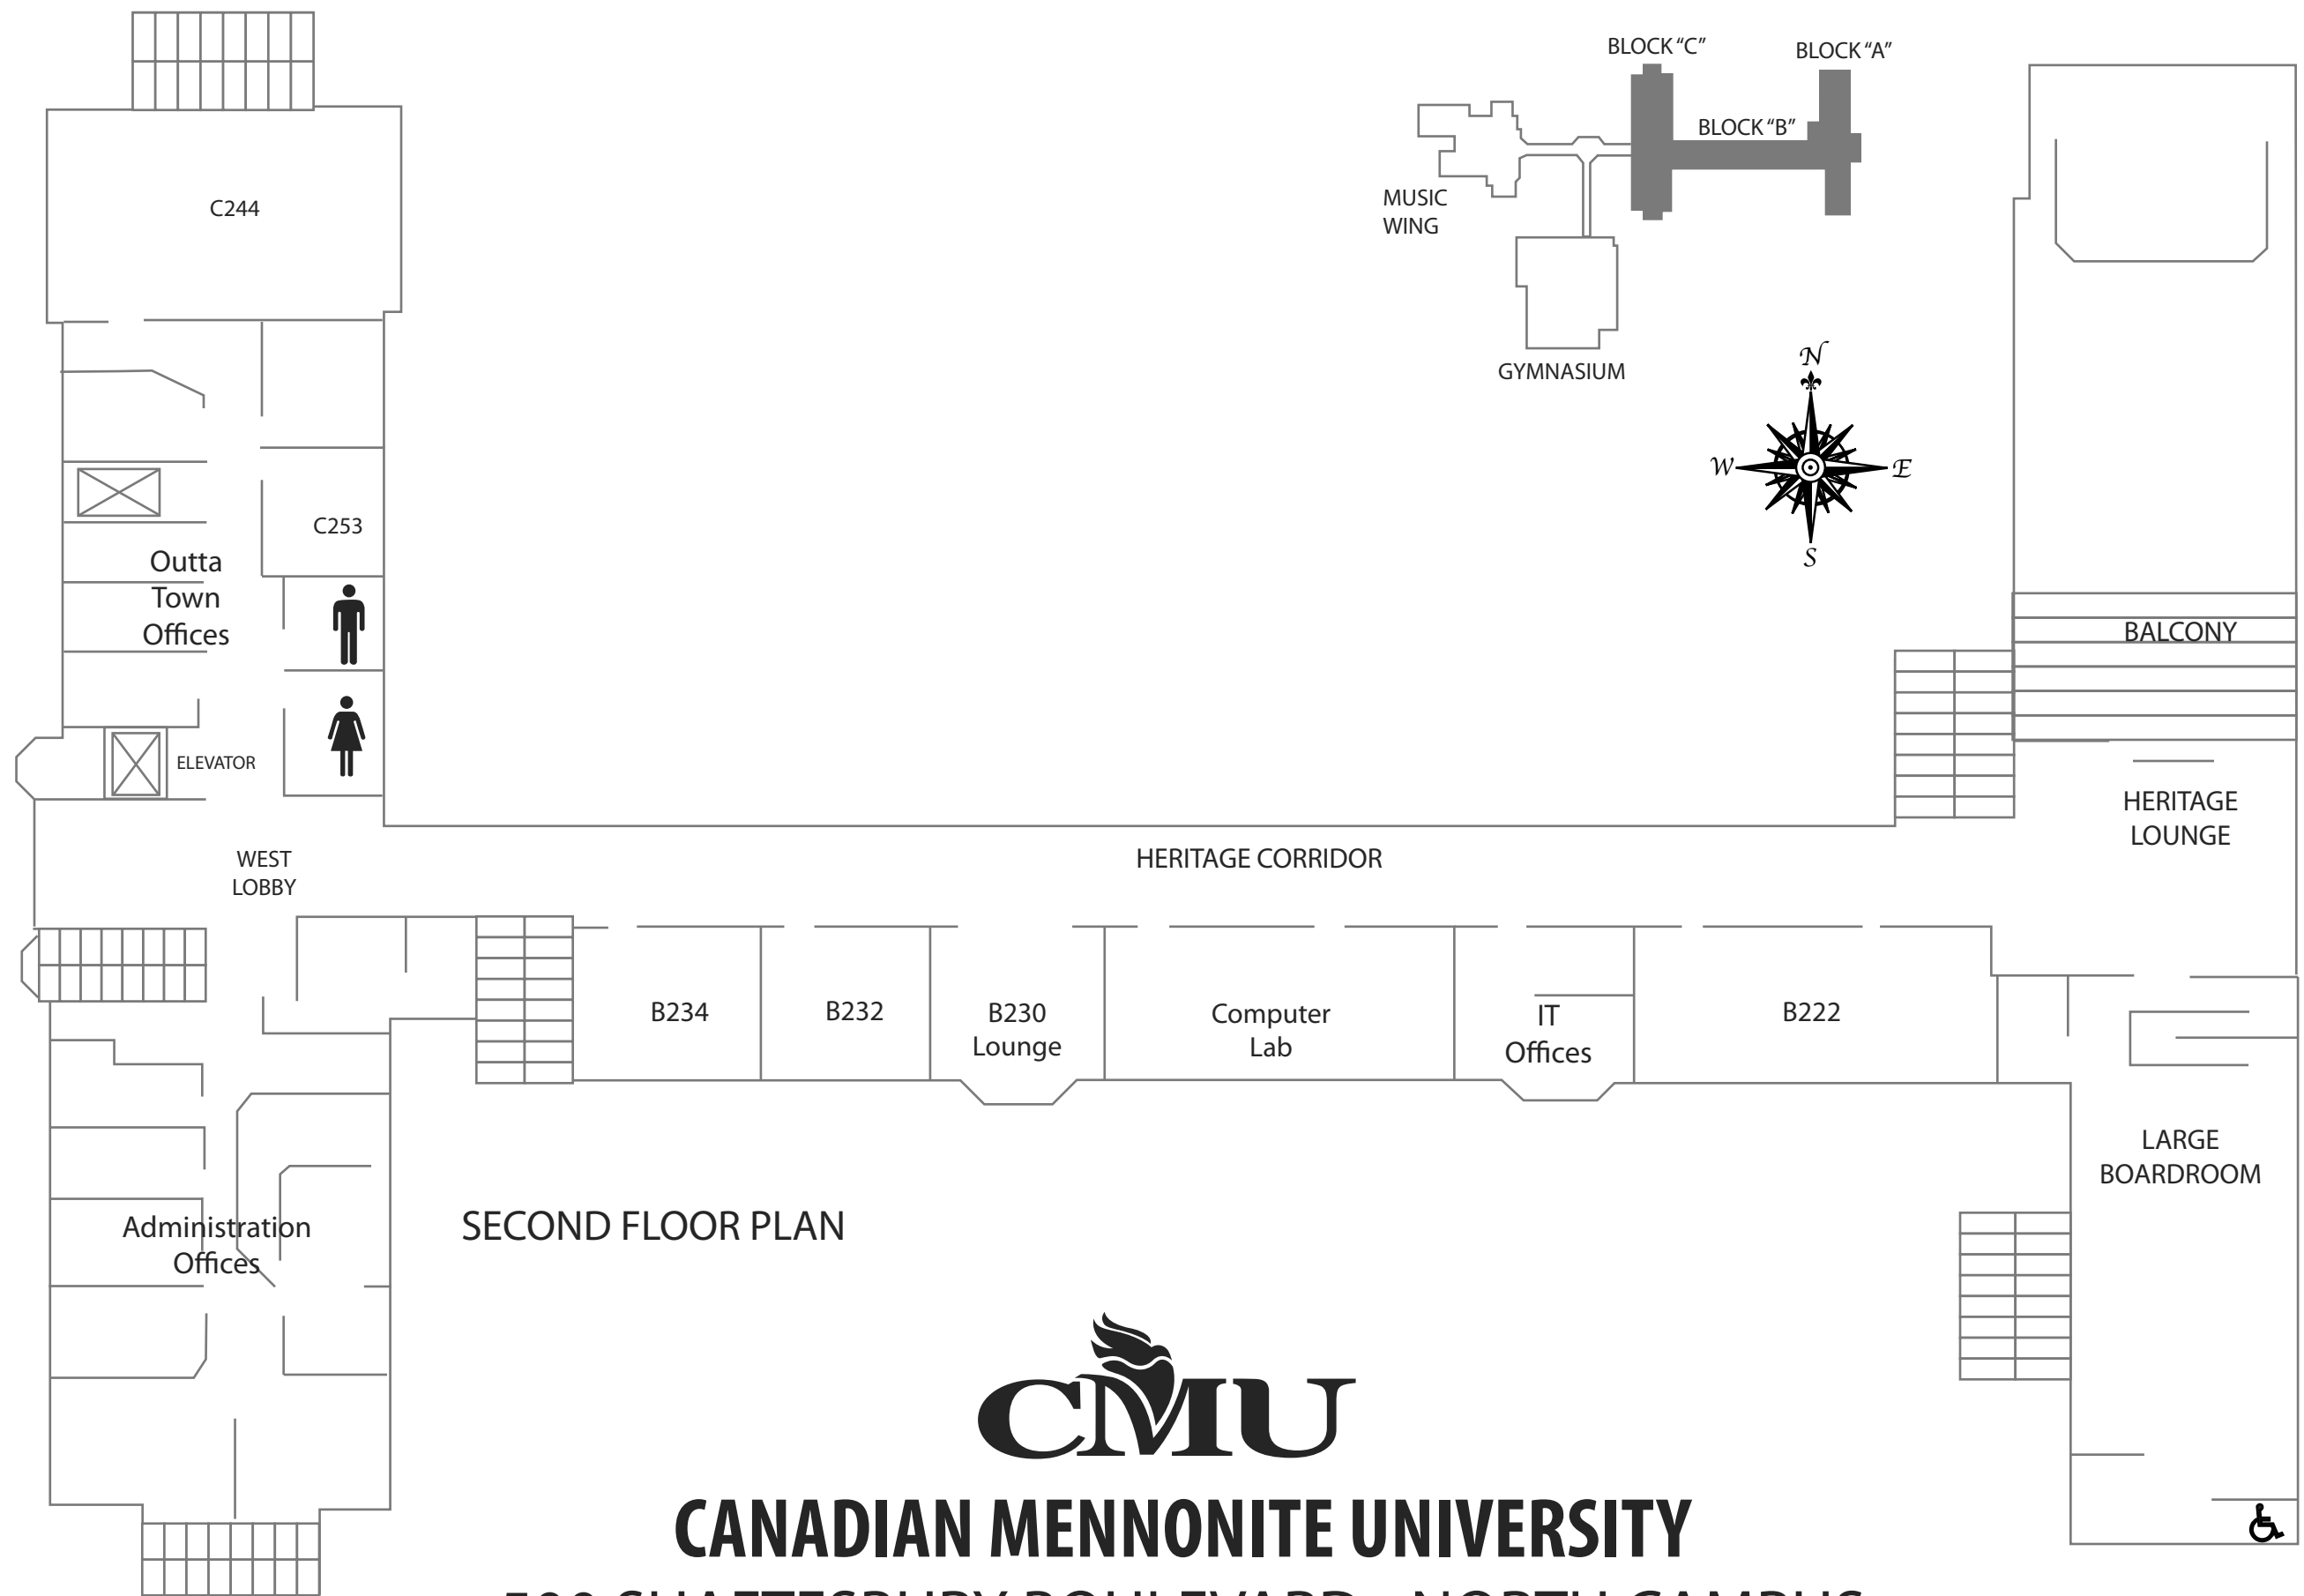 BLOCK “C”
BLOCK “A”
BLOCK “B”
MUSIC
WING
GYMNASIUM
N
W
E
S
C244
C253
Outta
Town
Offices
ELEVATOR
BALCONY
HERITAGE
LOUNGE
WEST
LOBBY
HERITAGE CORRIDOR
B234
B232
B230
Lounge
Computer
Lab
IT
Offices
B222
LARGE
BOARDROOM
Administration
Offices
SECOND FLOOR PLAN
CMU
CANADIAN MENNONITE UNIVERSITY